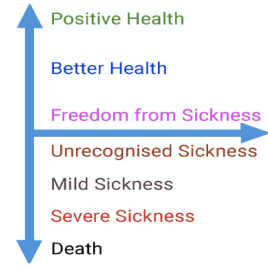 Positive Health
Better Health
Freedom from Sickness
Unrecognised Sickness
Mild Sickness
Severe Sickness
Death